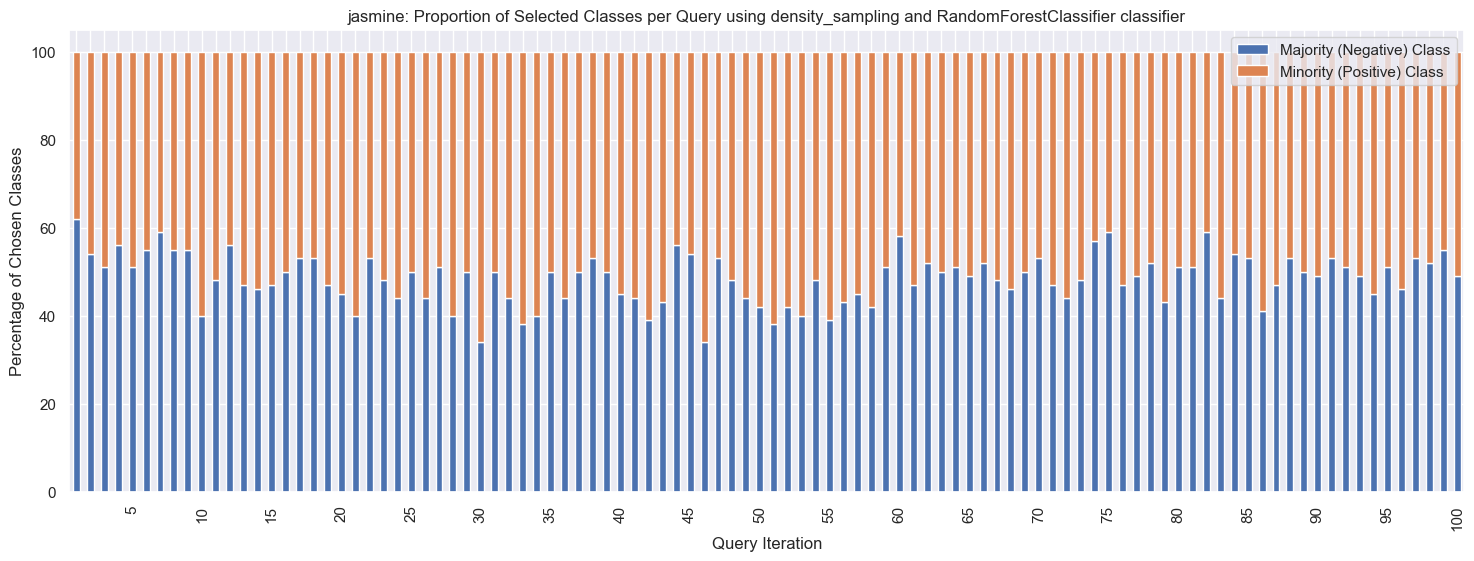 jasmine: Proportion of Selected Classes per Query using density_sampling and RandomForestClassifier classifier
Majority (Negative) Class
Minority (Positive) Class
Percentage of Chosen Classes
100
80
60
40
20
0
5 10 15 20 25 30 35 40 45 50 55 60 65 70 75 80 85 90 95 100
Query Iteration